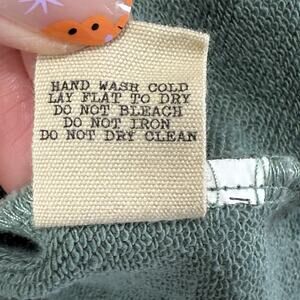 HAND WASH COLD
LAY FLAT TO DRY
DO NOT BLEACH
DO NOT IRON
DO NOT DRY CLEAN